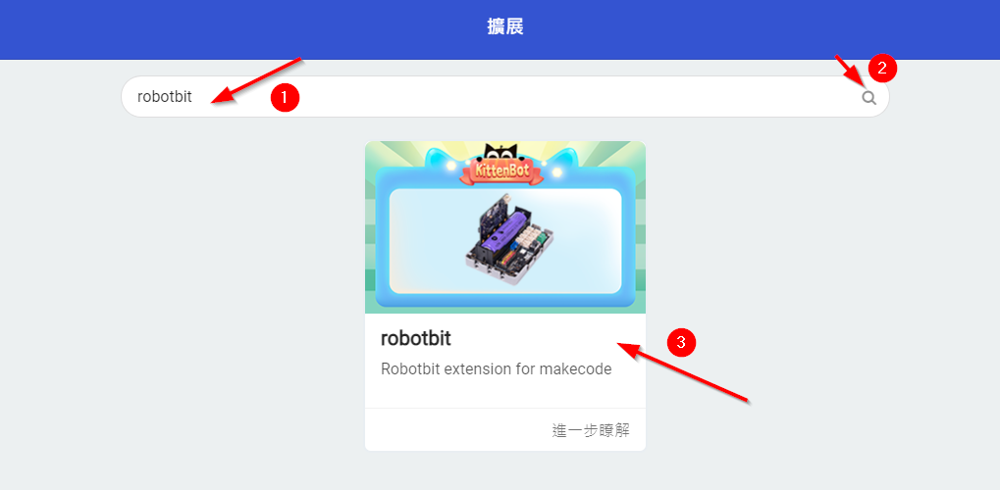 擴展
robotbit
1
2
KittenBot
robotbit
3
Robotbit extension for makecode
進一步瞭解